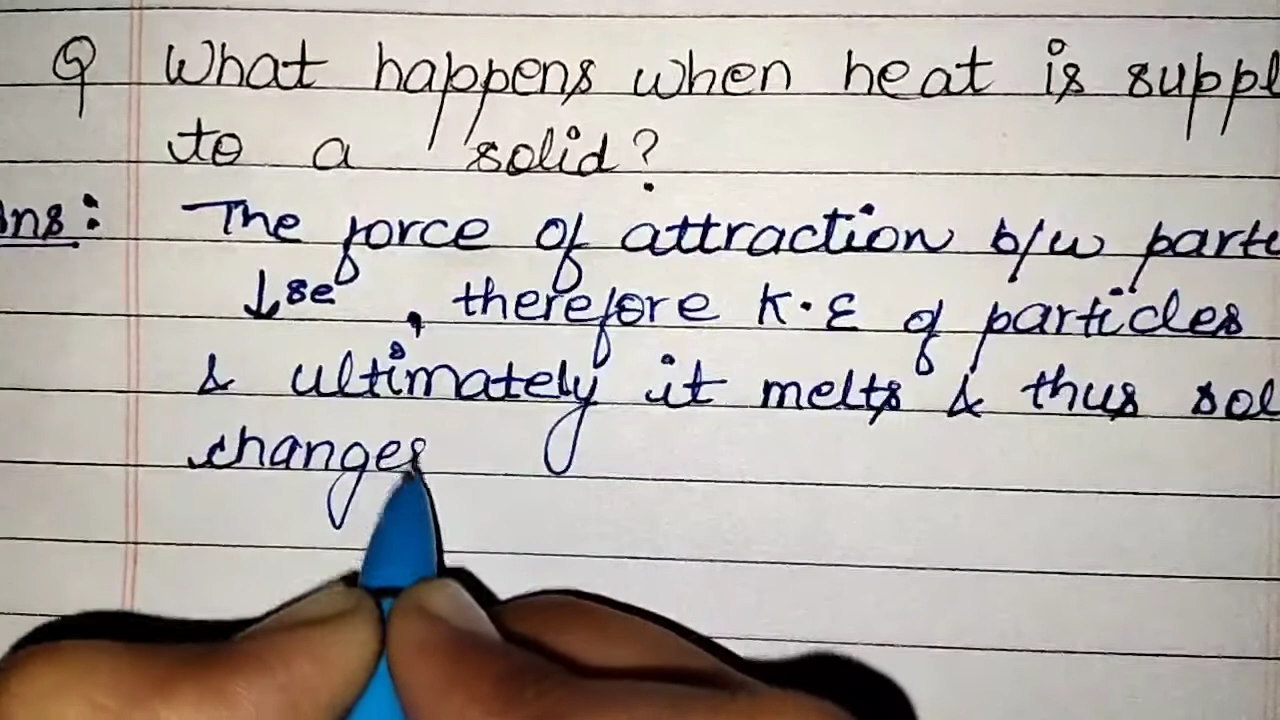 Q What happens when heat is suppl
to a solid?
Ans: The force of attraction b/w partc
↓se , therefore K.E of particles
& ultimately it melts & thus sol
changes